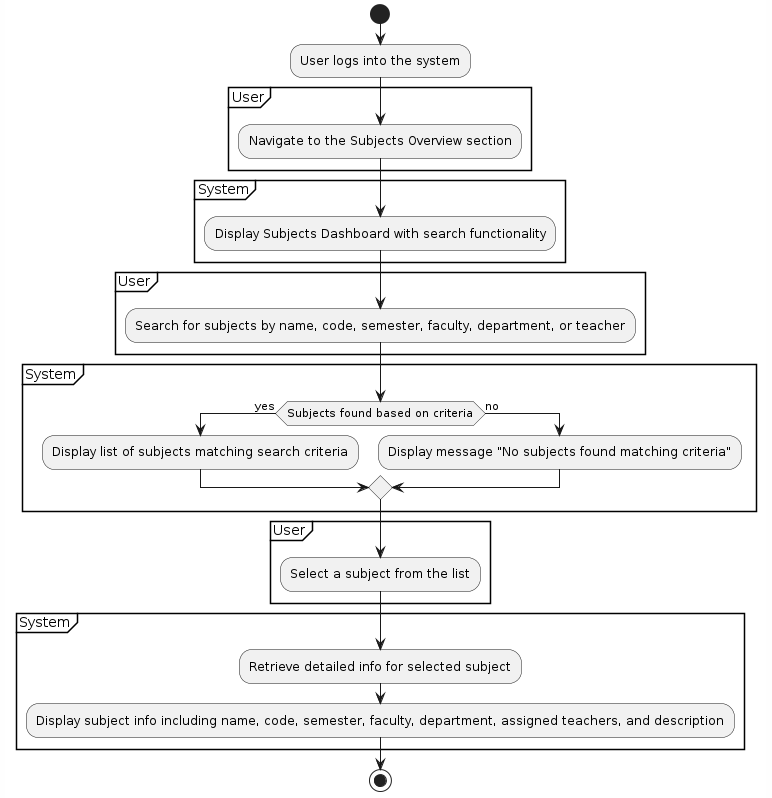 User logs into the system
User
Navigate to the Subjects Overview section
System
Display Subjects Dashboard with search functionality
User
Search for subjects by name, code, semester, faculty, department, or teacher
System
yes
Subjects found based on criteria
no
Display list of subjects matching search criteria
Display message "No subjects found matching criteria"
User
Select a subject from the list
System
Retrieve detailed info for selected subject
Display subject info including name, code, semester, faculty, department, assigned teachers, and description